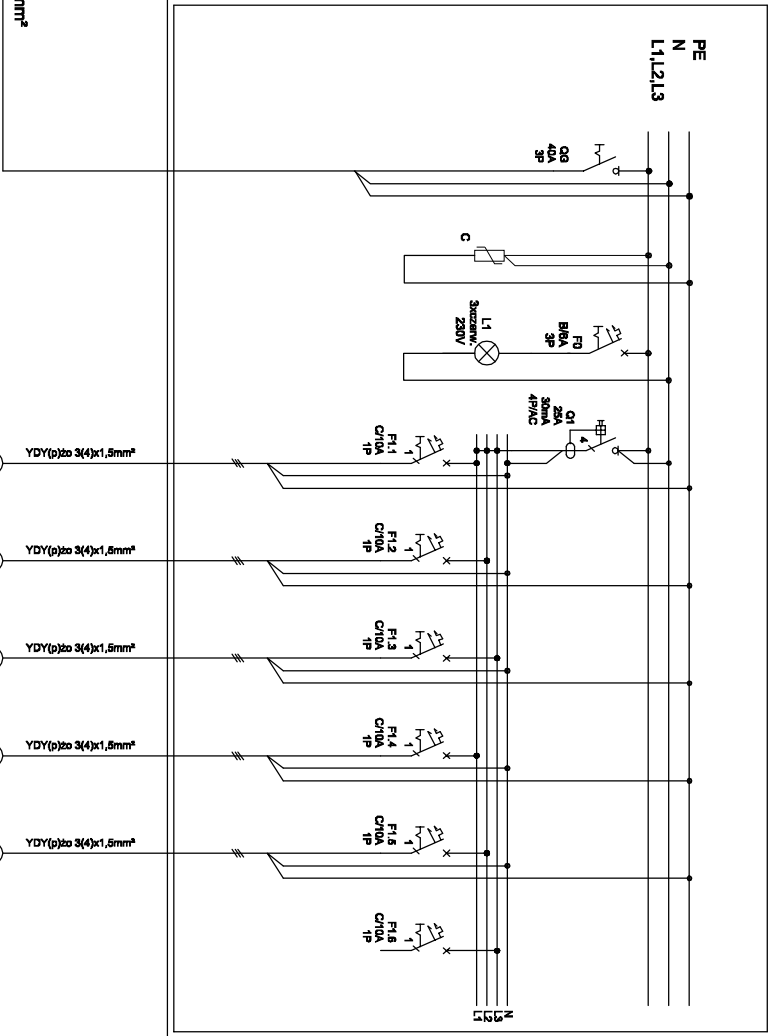 PE
N
L1,L2,L3
QG
40A
3P
C
L1
3xczerw.
230V
F0
B/6A
3P
Q1
25A
30mA
4P/AC
4
F1.1
C/10A
1P
1
F1.2
C/10A
1P
1
F1.3
C/10A
1P
1
F1.4
C/10A
1P
1
F1.5
C/10A
1P
1
F1.6
C/10A
1P
1
N
L3
L2
L1
YDY(p)żo 3(4)x1,5mm²
YDY(p)żo 3(4)x1,5mm²
YDY(p)żo 3(4)x1,5mm²
YDY(p)żo 3(4)x1,5mm²
YDY(p)żo 3(4)x1,5mm²
mm²